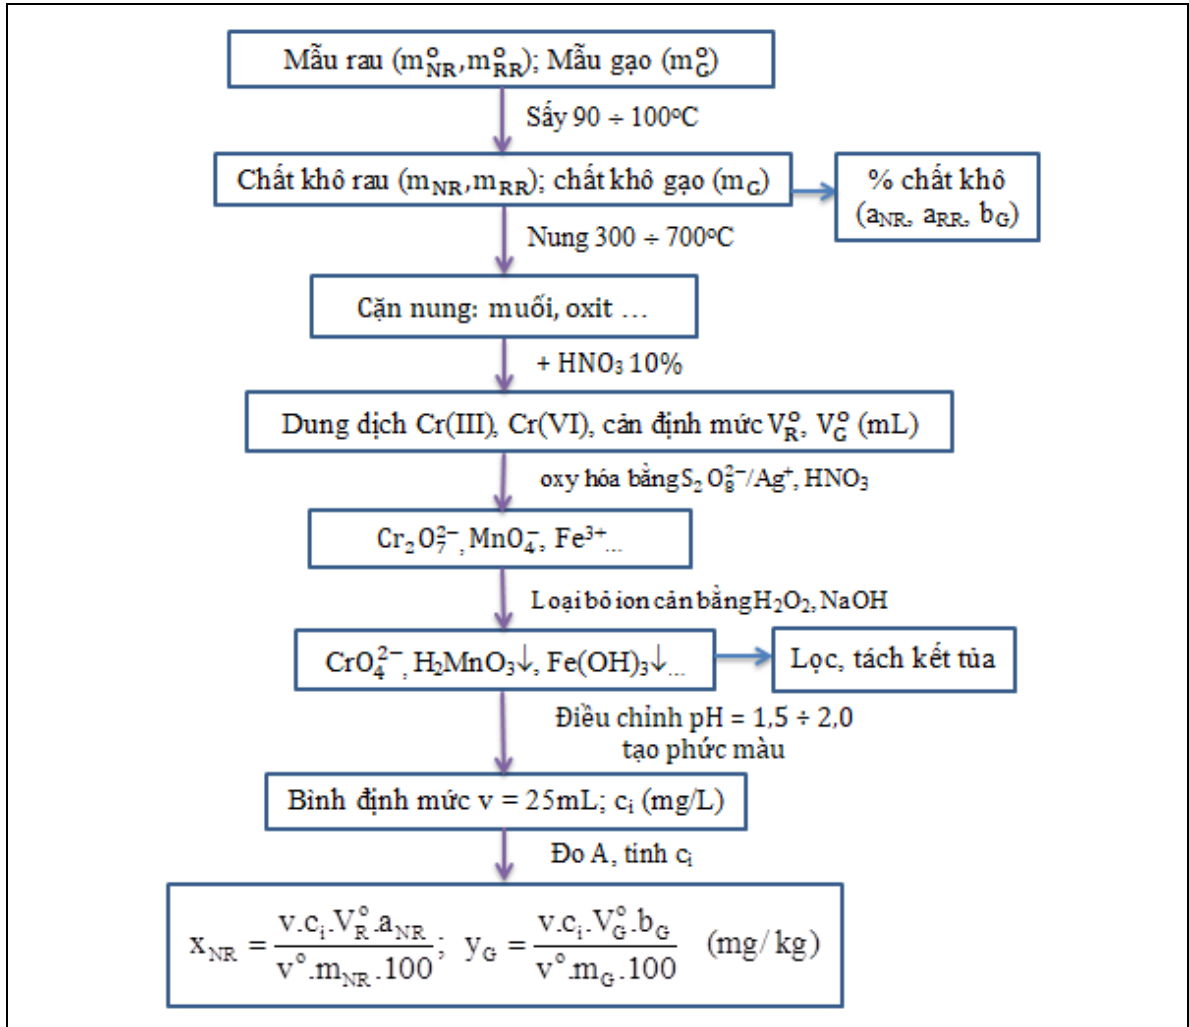 Mẫu rau (m°NR,m°RR); Mẫu gạo (m°G)
Sấy 90 ÷ 100°C
Chất khô rau (mNR,mRR); chất khô gạo (mG)
% chất khô
(aNR, aRR, bG)
Nung 300 ÷ 700°C
Cặn nung: muối, oxit …
+ HNO₃ 10%
Dung dịch Cr(III), Cr(VI), cản định mức V°R, V°G (mL)
oxy hóa bằng S₂O₈²⁻/Ag⁺, HNO₃
Cr₂O₇²⁻, MnO₄⁻, Fe³⁺...
Loại bỏ ion cản bằng H₂O₂, NaOH
CrO₄²⁻, H₂MnO₃↓, Fe(OH)₃↓...
Lọc, tách kết tủa
Điều chỉnh pH = 1,5 ÷ 2,0
tạo phức màu
Bình định mức v = 25mL; cᵢ (mg/L)
Đo A, tính cᵢ
xNR = v.cᵢ.V°R.aNR / v°.mNR.100; yG = v.cᵢ.V°G.bG / v°.mG.100 (mg/kg)